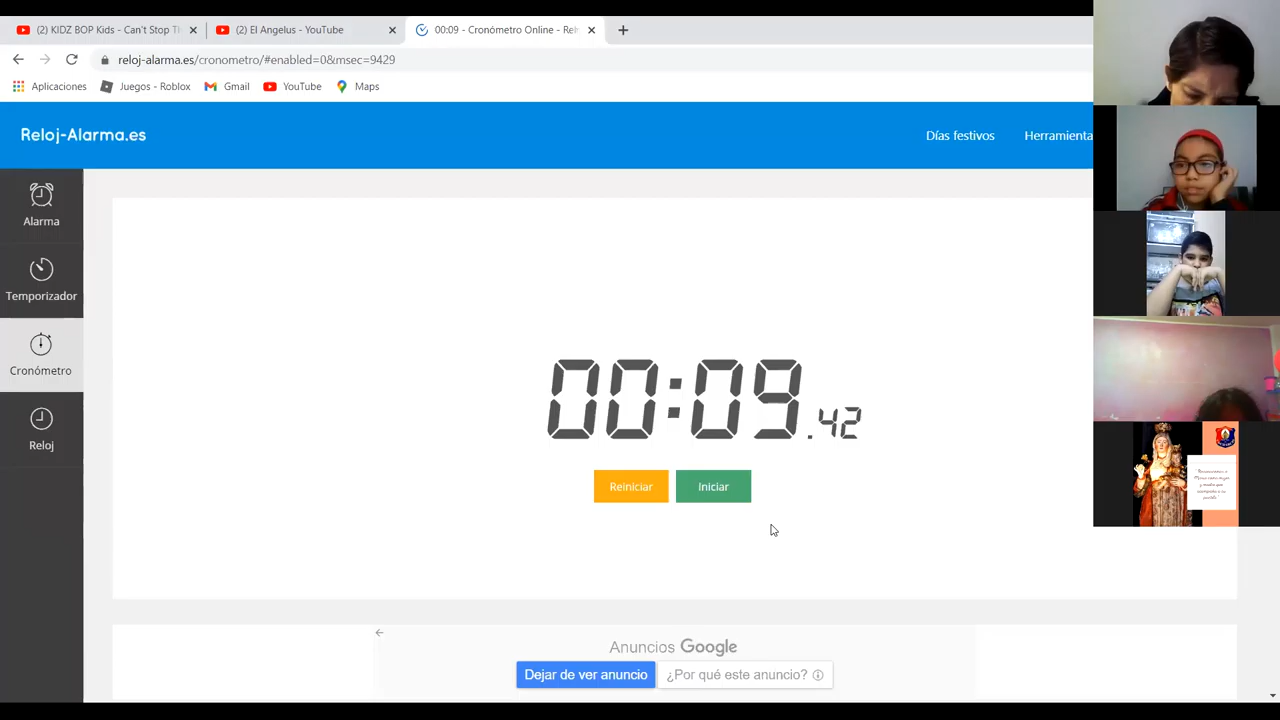 (2) KIDZ BOP Kids - Can't Stop T
(2) El Angelus - YouTube
00:09 - Cronómetro Online - Rel
reloj-alarma.es/cronometro/#enabled=0&msec=9429
Aplicaciones
Juegos - Roblox
Gmail
YouTube
Maps
Reloj-Alarma.es
Días festivos
Herramienta
Alarma
Temporizador
Cronómetro
Reloj
00:09.42
Reiniciar
Iniciar
Anuncios Google
Dejar de ver anuncio
¿Por qué este anuncio?